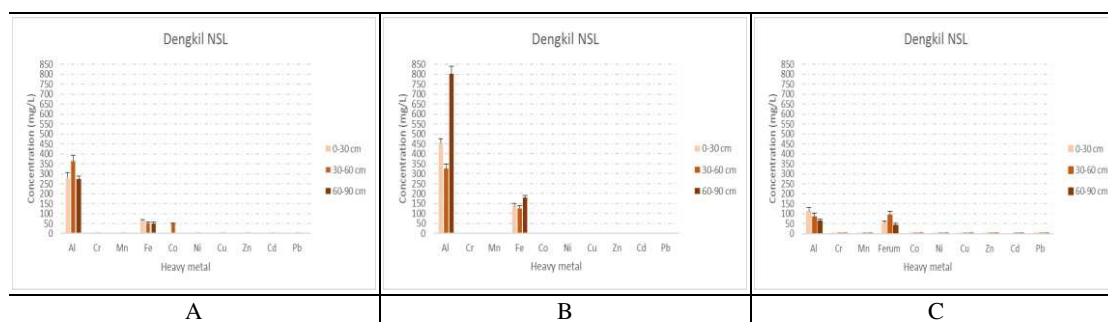 Dengkil NSL
Concentration (mg/L)
850
800
750
700
650
600
550
500
450
400
350
300
250
200
150
100
50
0
Al Cr Mn Fe Co Ni Cu Zn Cd Pb
Heavy metal
0-30 cm
30-60 cm
60-90 cm
A
Dengkil NSL
Concentration (mg/L)
850
800
750
700
650
600
550
500
450
400
350
300
250
200
150
100
50
0
Al Cr Mn Fe Co Ni Cu Zn Cd Pb
Heavy metal
0-30 cm
30-60 cm
60-90 cm
B
Dengkil NSL
Concentration (mg/L)
850
800
750
700
650
600
550
500
450
400
350
300
250
200
150
100
50
0
Al Cr Mn Ferum Co Ni Cu Zn Cd Pb
Heavy metal
0-30 cm
30-60 cm
60-90 cm
C